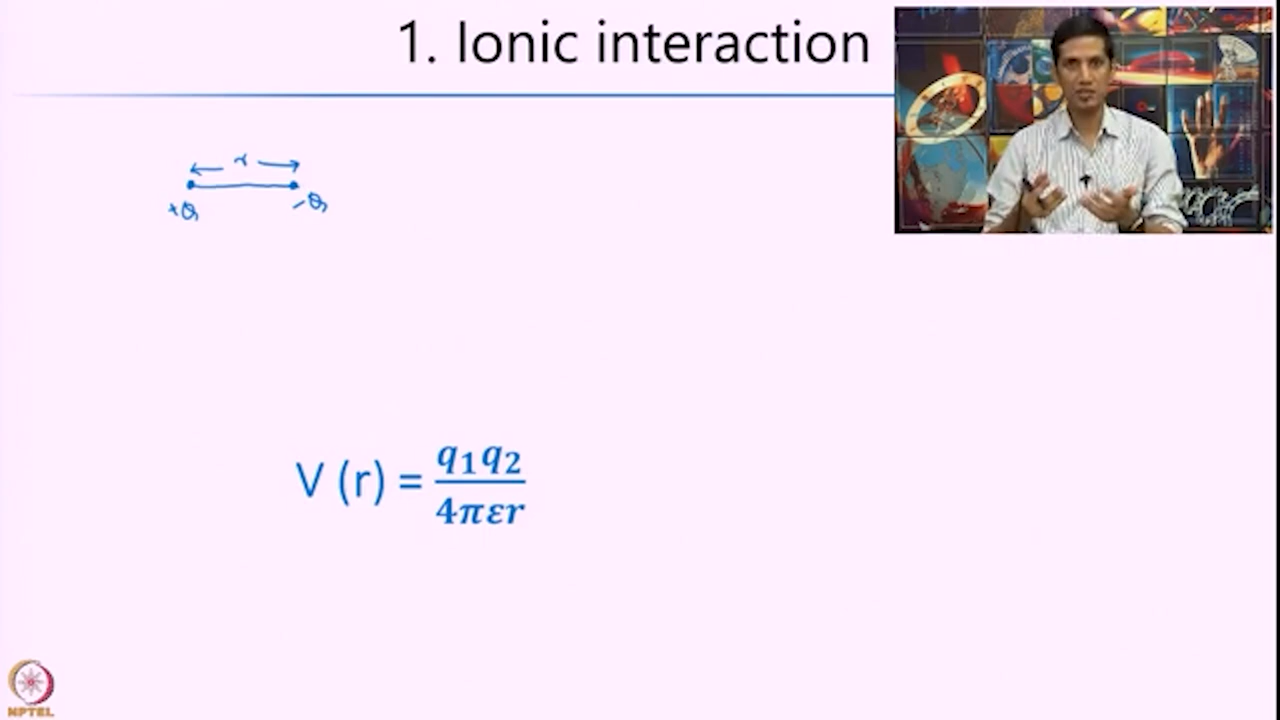 1. Ionic interaction
← r →
+Q -Q
V (r) = q₁q₂ / 4πεr
NPTEL